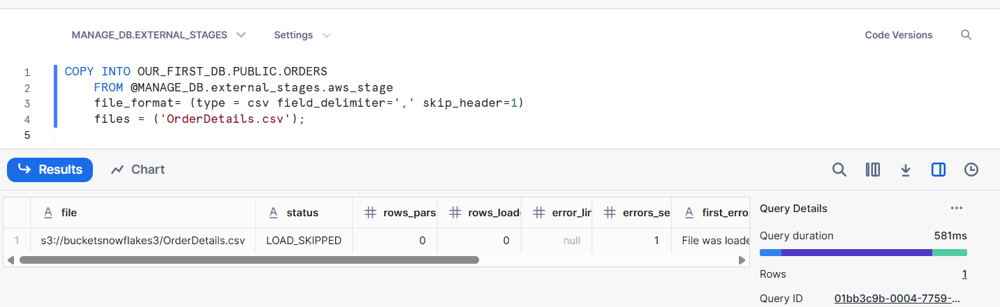 MANAGE_DB.EXTERNAL_STAGES Settings Code Versions
1 COPY INTO OUR_FIRST_DB.PUBLIC.ORDERS
2 FROM @MANAGE_DB.external_stages.aws_stage
3 file_format= (type = csv field_delimiter=',' skip_header=1)
4 files = ('OrderDetails.csv');
5
Results Chart
A file A status # rows_pars # rows_load # error_lin # errors_se A first_erro
1 s3://bucketsnowflakes3/OrderDetails.csv LOAD_SKIPPED 0 0 null 1 File was loade
Query Details ...
Query duration 581ms
Rows 1
Query ID 01bb3c9b-0004-7759-...